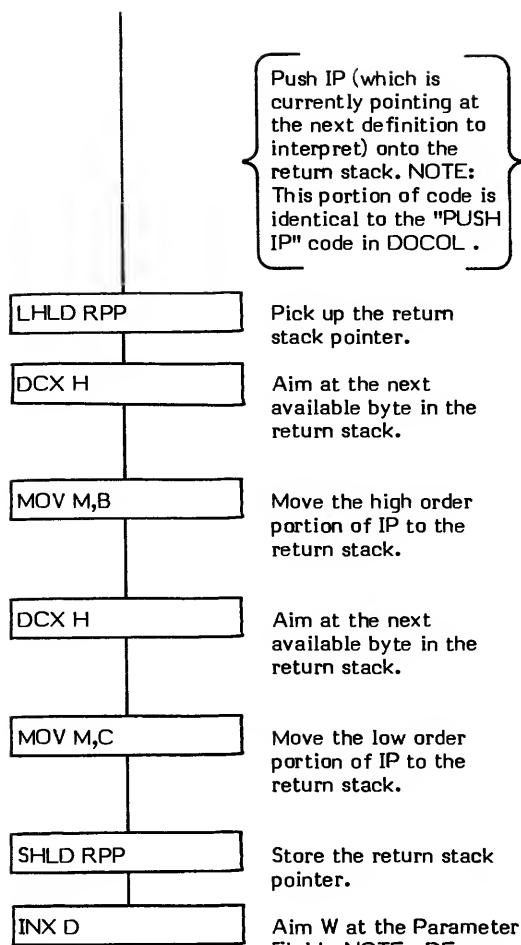 Push IP (which is
currently pointing at
the next definition to
interpret) onto the
return stack. NOTE:
This portion of code is
identical to the "PUSH
IP" code in DOCOL .
LHLD RPP
Pick up the return
stack pointer.
DCX H
Aim at the next
available byte in the
return stack.
MOV M,B
Move the high order
portion of IP to the
return stack.
DCX H
Aim at the next
available byte in the
return stack.
MOV M,C
Move the low order
portion of IP to the
return stack.
SHLD RPP
Store the return stack
pointer.
INX D
Aim W at the Parameter